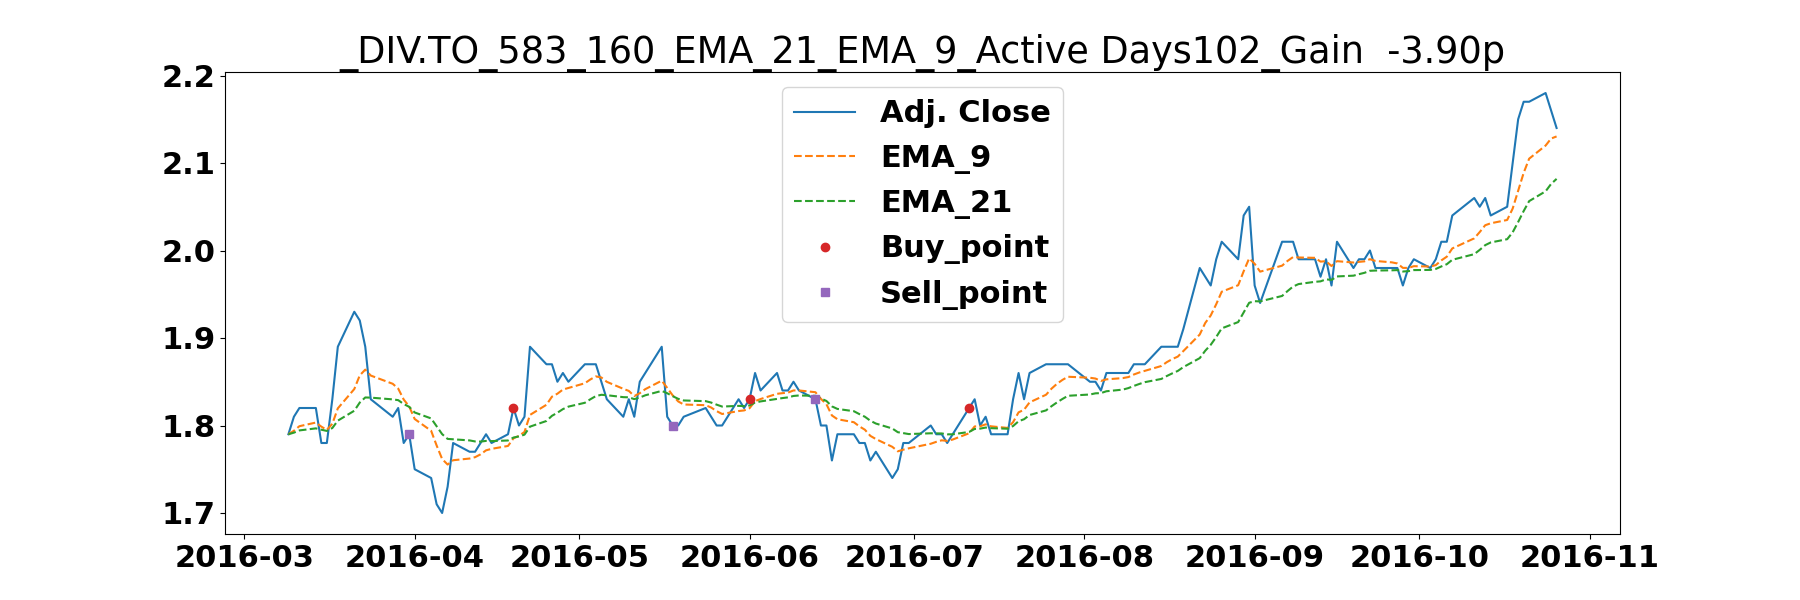 _DIV.TO_583_160_EMA_21_EMA_9_Active Days102_Gain  -3.90p
2.2
2.1
2.0
1.9
1.8
1.7
Adj. Close
EMA_9
EMA_21
Buy_point
Sell_point
2016-03 2016-04 2016-05 2016-06 2016-07 2016-08 2016-09 2016-10 2016-11